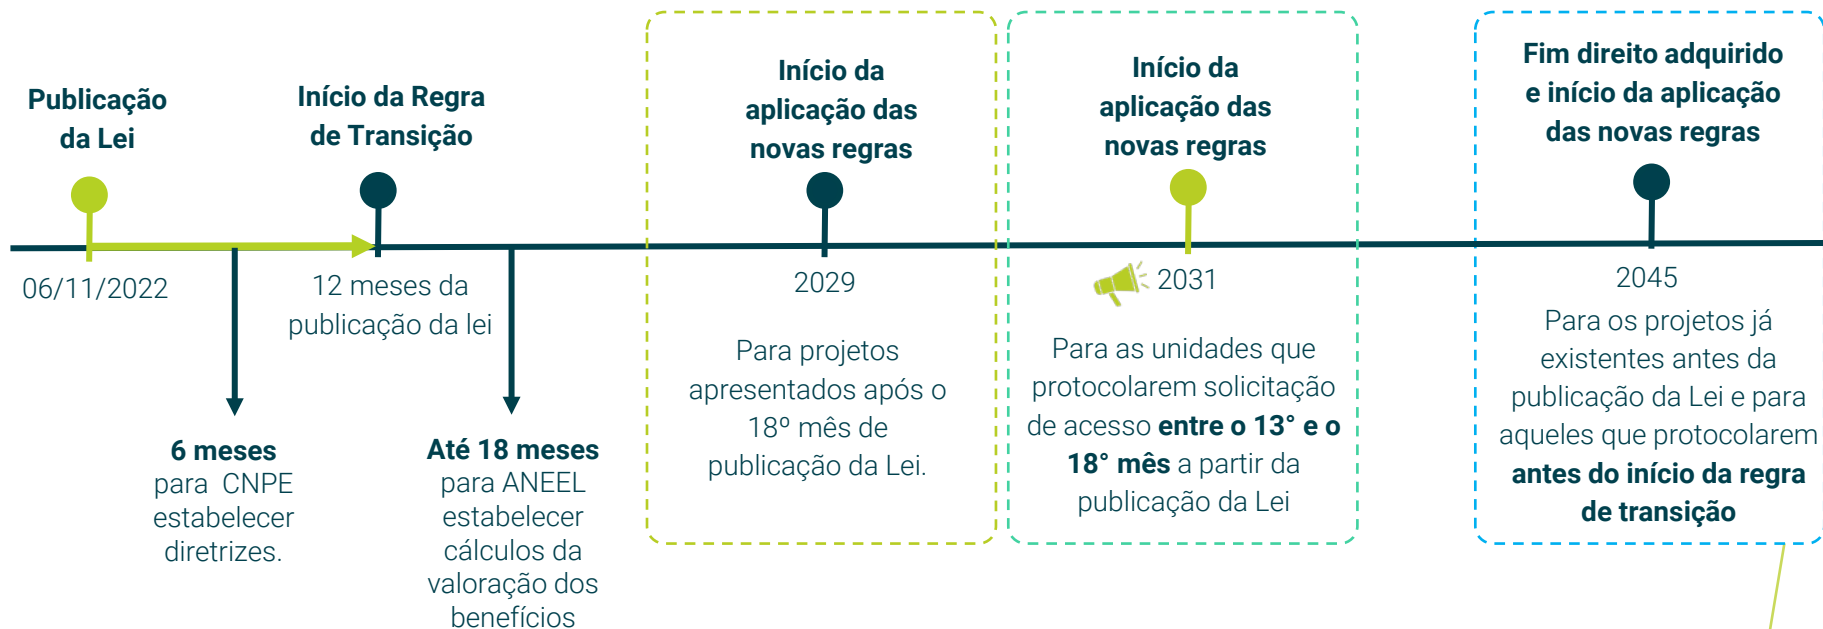 Publicação
da Lei
06/11/2022
Início da Regra
de Transição
12 meses da
publicação da lei
6 meses
para CNPE
estabelecer
diretrizes.
Até 18 meses
para ANEEL
estabelecer
cálculos da
valoração dos
benefícios
Início da
aplicação das
novas regras
2029
Para projetos
apresentados após o
18º mês de
publicação da Lei.
Início da
aplicação das
novas regras
2031
Para as unidades que
protocolarem solicitação
de acesso entre o 13° e o
18° mês a partir da
publicação da Lei
Fim direito adquirido
e início da aplicação
das novas regras
2045
Para os projetos já
existentes antes da
publicação da Lei e para
aqueles que protocolarem
antes do início da regra
de transição